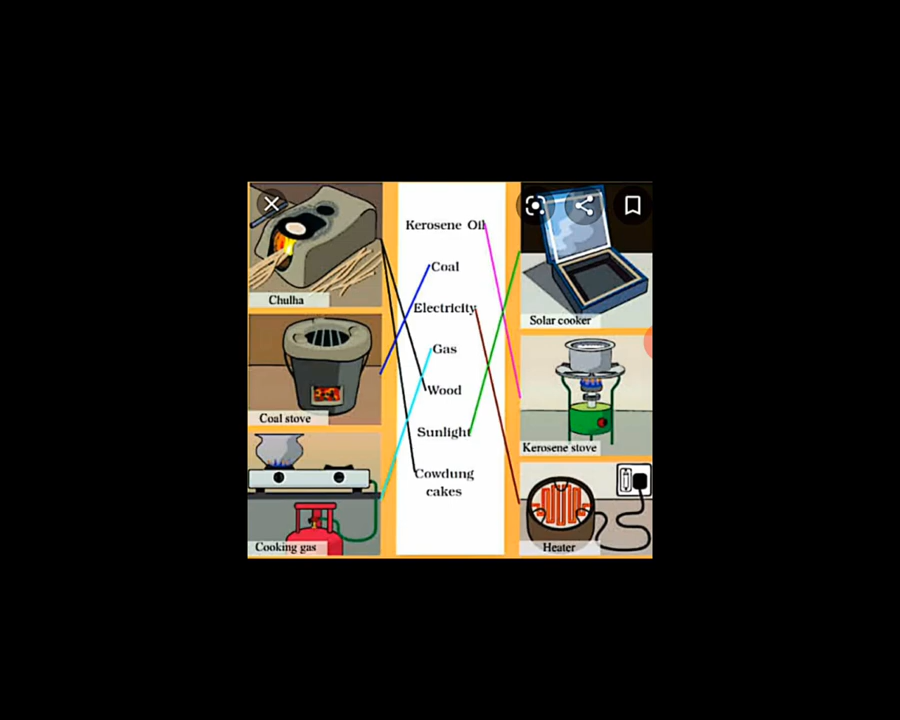 Chulha
Coal stove
Cooking gas
Kerosene Oil
Coal
Electricity
Gas
Wood
Sunlight
Cowdung
cakes
Solar cooker
Kerosene stove
Heater